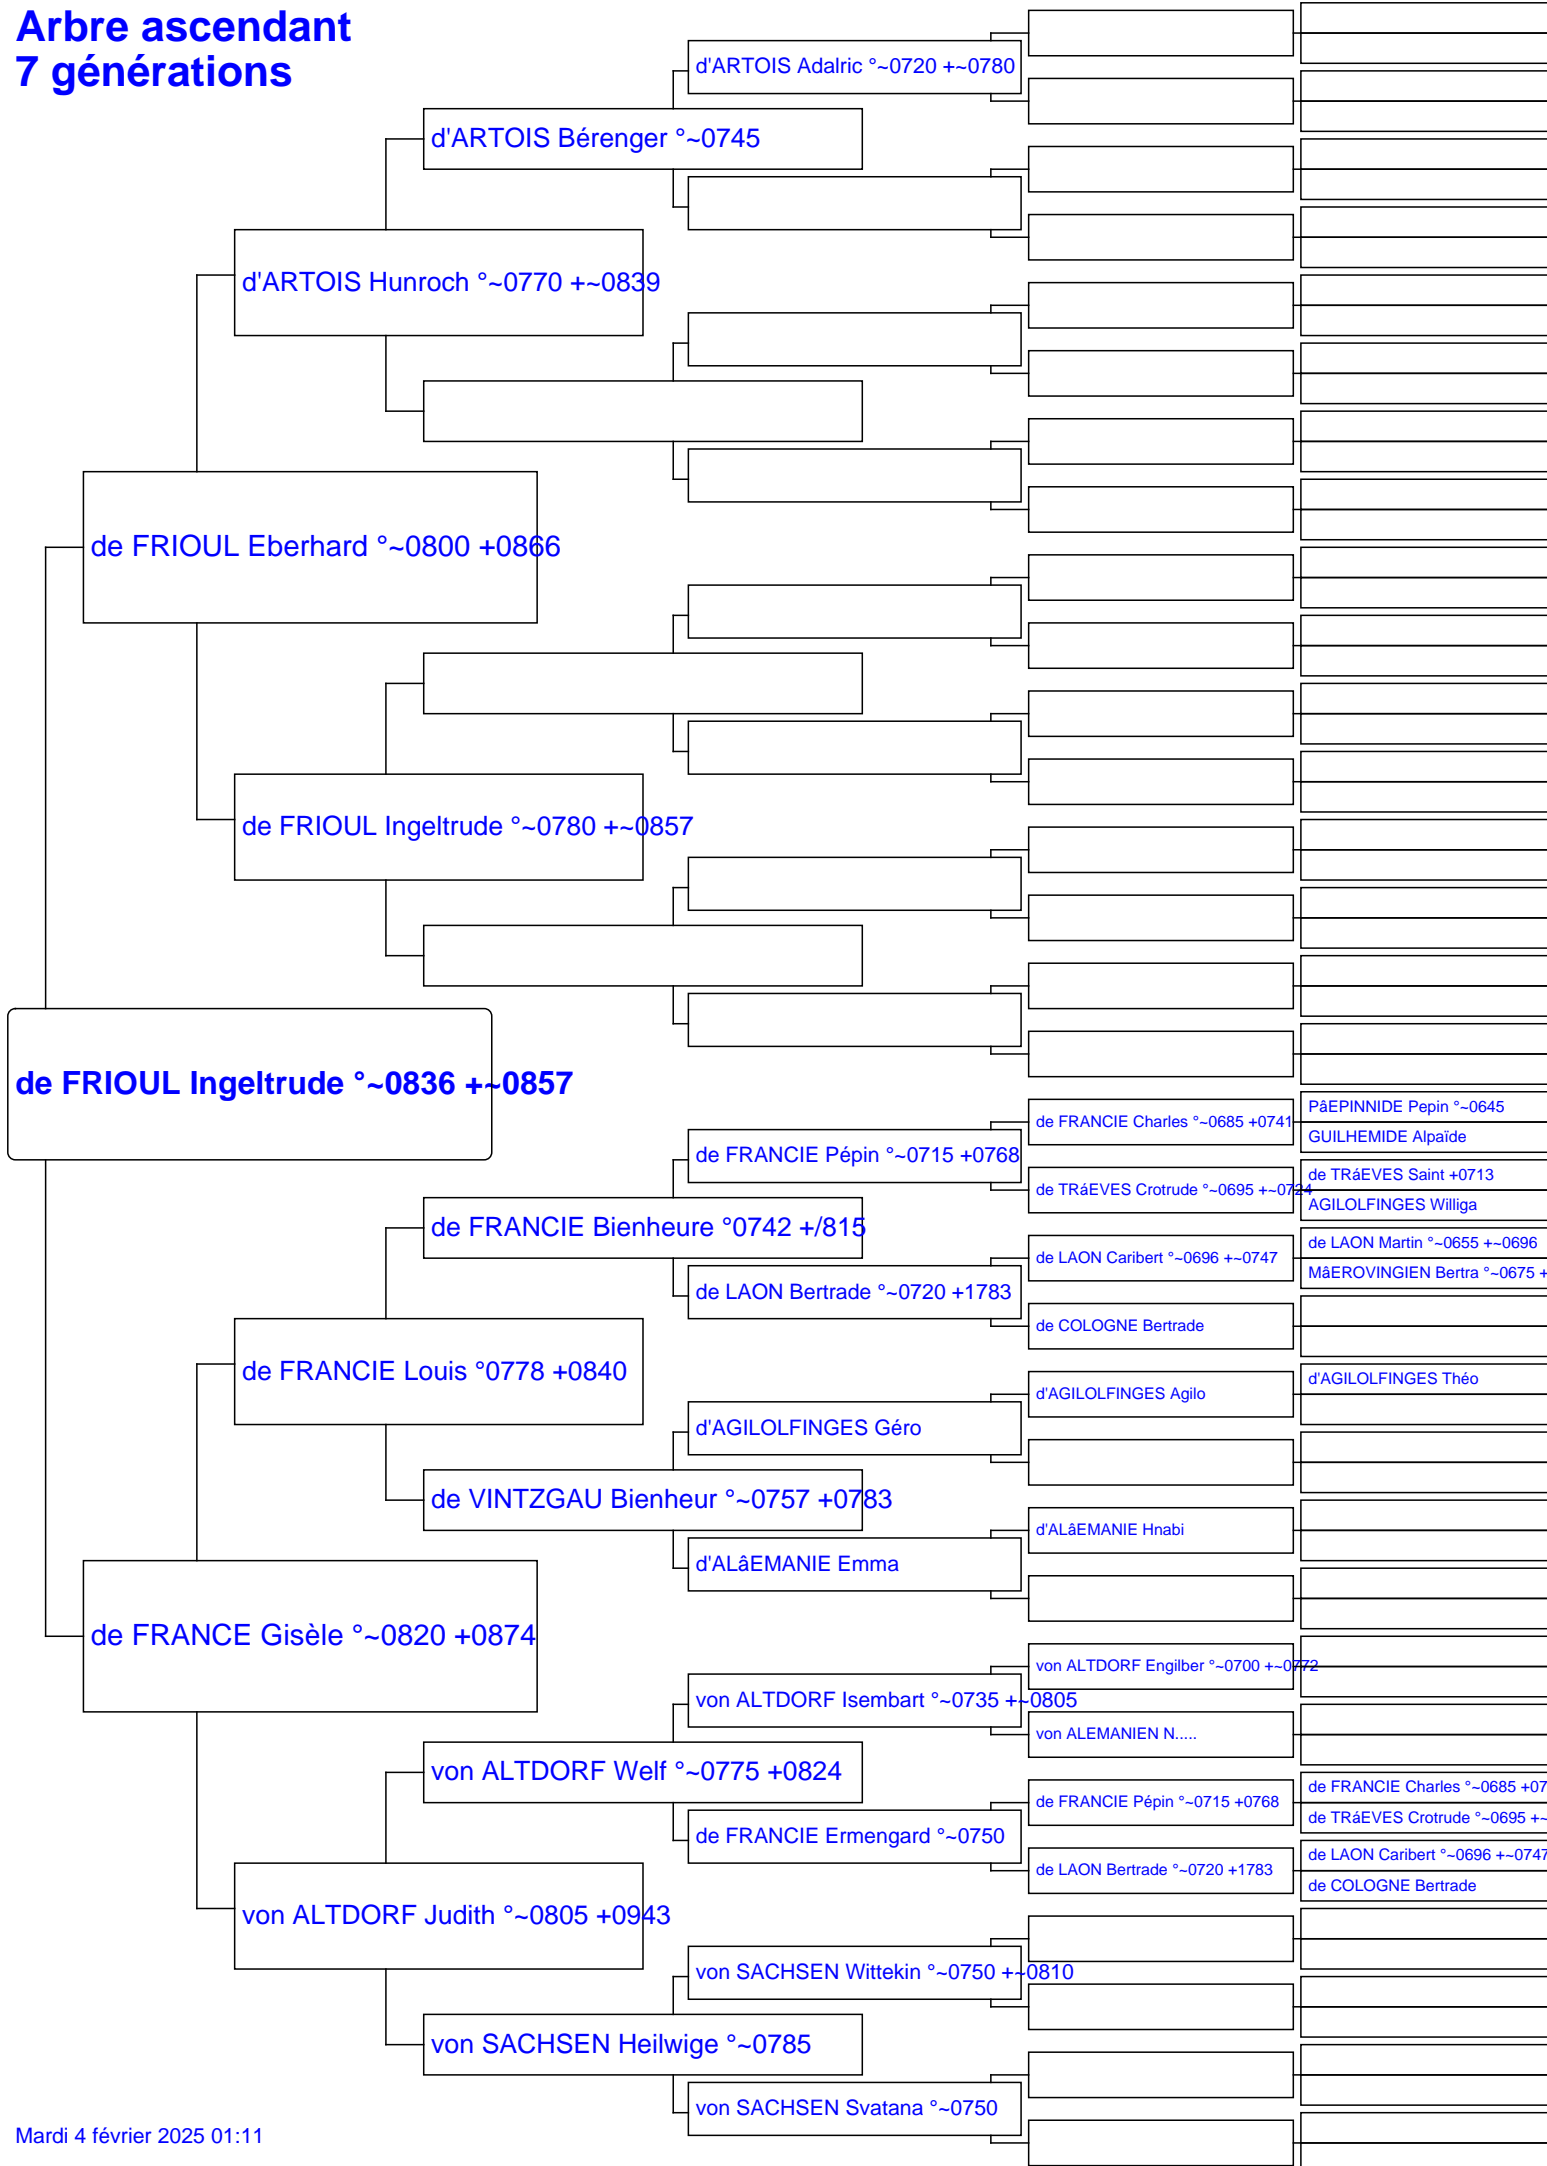 Arbre ascendant
7 générations
d'ARTOIS Adalric °~0720 +~0780
d'ARTOIS Bérenger °~0745
d'ARTOIS Hunroch °~0770 +~0839
de FRIOUL Eberhard °~0800 +0866
de FRIOUL Ingeltrude °~0780 +~0857
de FRIOUL Ingeltrude °~0836 +~0857
PâEPINNIDE Pepin °~0645
de FRANCIE Charles °~0685 +0741
GUILHEMIDE Alpaïde
de FRANCIE Pépin °~0715 +0768
de TRáEVES Saint +0713
de TRáEVES Crotrude °~0695 +~0724
AGILOLFINGES Williga
de FRANCIE Bienheure °0742 +/815
de LAON Martin °~0655 +~0696
de LAON Caribert °~0696 +~0747
MâEROVINGIEN Bertra °~0675 +
de LAON Bertrade °~0720 +1783
de COLOGNE Bertrade
de FRANCIE Louis °0778 +0840
d'AGILOLFINGES Théo
d'AGILOLFINGES Agilo
d'AGILOLFINGES Géro
de VINTZGAU Bienheur °~0757 +0783
d'ALâEMANIE Hnabi
d'ALâEMANIE Emma
de FRANCE Gisèle °~0820 +0874
von ALTDORF Engilber °~0700 +~0772
von ALTDORF Isembart °~0735 +~0805
von ALEMANIEN N.....
von ALTDORF Welf °~0775 +0824
de FRANCIE Charles °~0685 +07
de FRANCIE Pépin °~0715 +0768
de TRáEVES Crotrude °~0695 +~
de FRANCIE Ermengard °~0750
de LAON Caribert °~0696 +~0747
de LAON Bertrade °~0720 +1783
de COLOGNE Bertrade
von ALTDORF Judith °~0805 +0943
von SACHSEN Wittekin °~0750 +~0810
von SACHSEN Heilwige °~0785
von SACHSEN Svatana °~0750
Mardi 4 février 2025 01:11